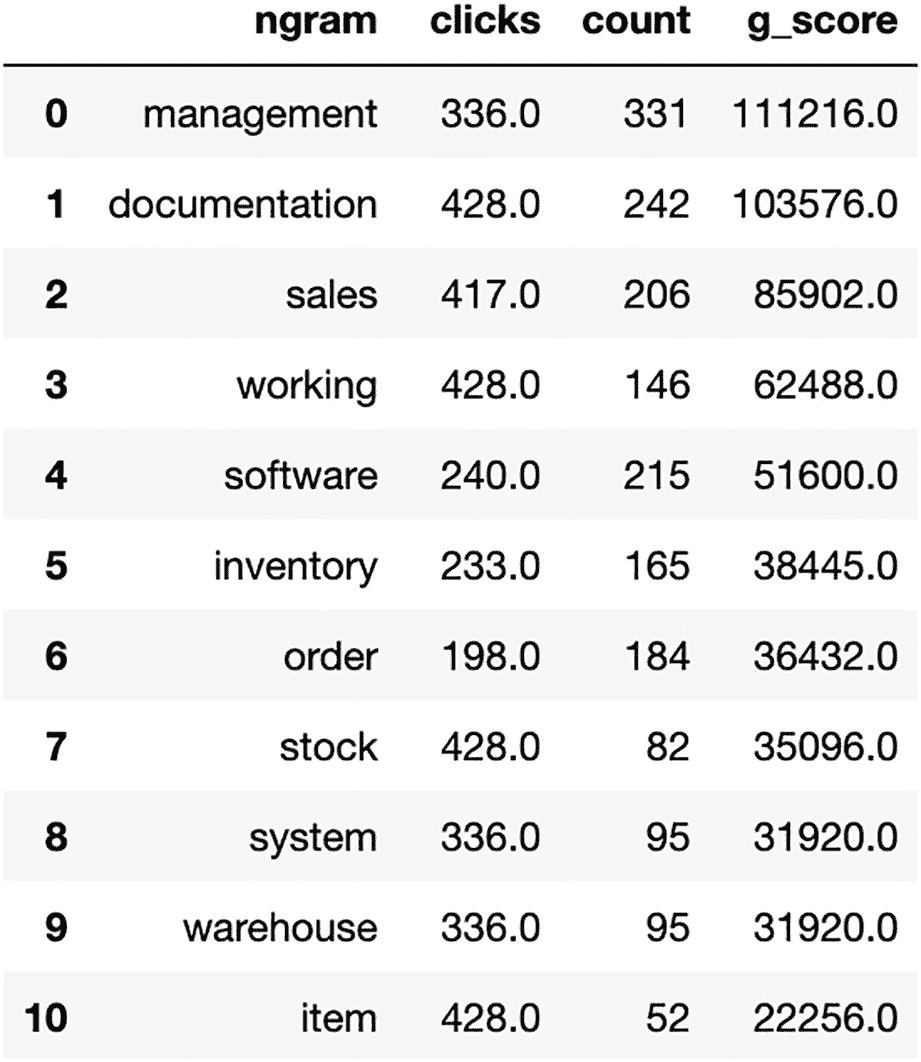 ngram clicks count g_score
0 management 336.0 331 111216.0
1 documentation 428.0 242 103576.0
2 sales 417.0 206 85902.0
3 working 428.0 146 62488.0
4 software 240.0 215 51600.0
5 inventory 233.0 165 38445.0
6 order 198.0 184 36432.0
7 stock 428.0 82 35096.0
8 system 336.0 95 31920.0
9 warehouse 336.0 95 31920.0
10 item 428.0 52 22256.0